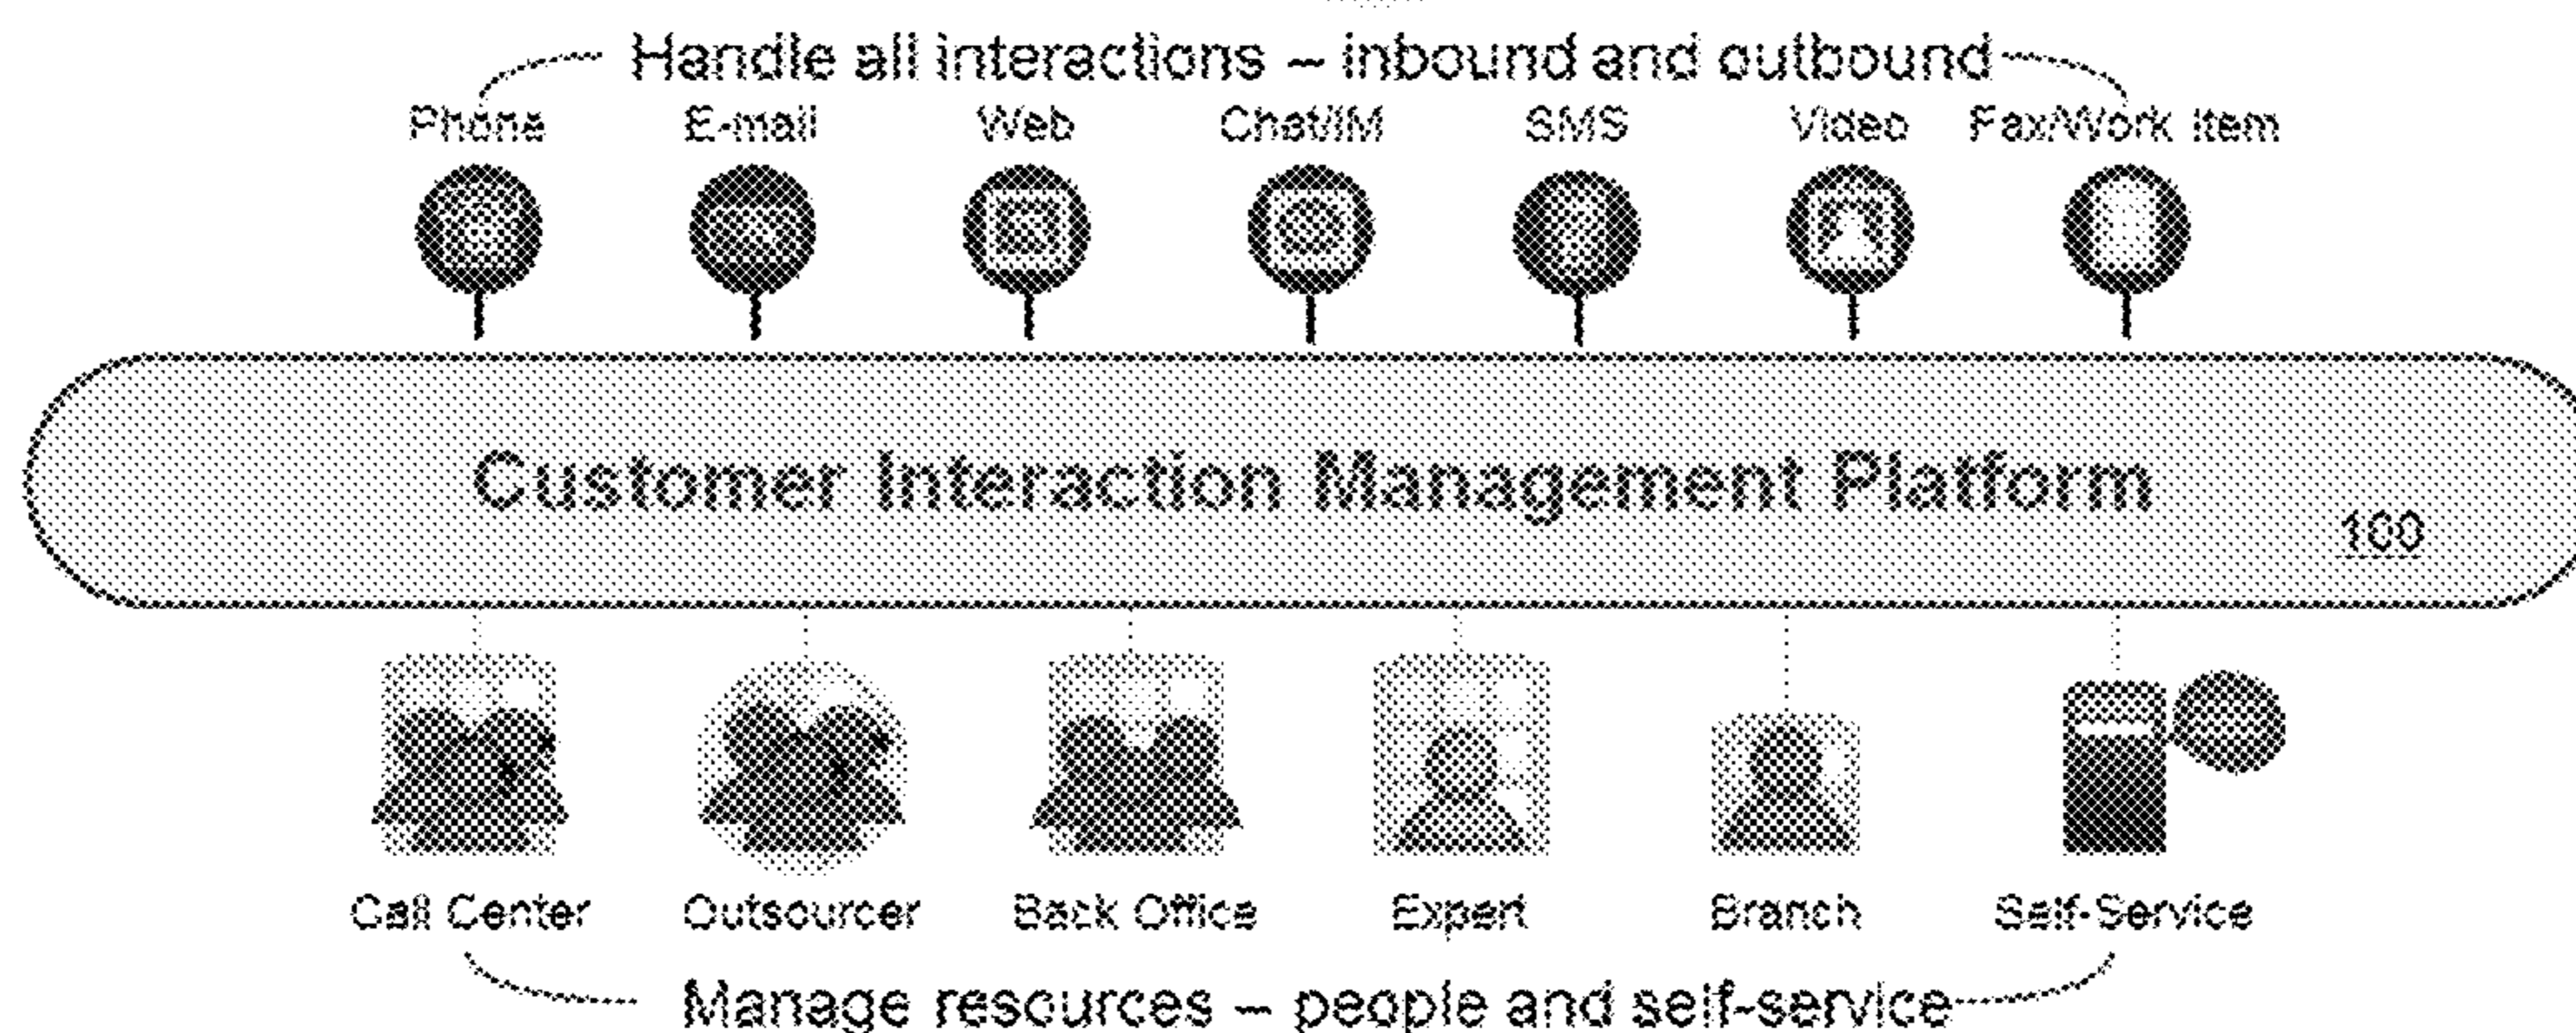 Handle all interactions – inbound and outbound
Phone E-mail Web Chat/IM SMS Video Fax/Work Item
Customer Interaction Management Platform
100
Call Center Outsourcer Back Office Expert Branch Self-Service
Manage resources – people and self-service